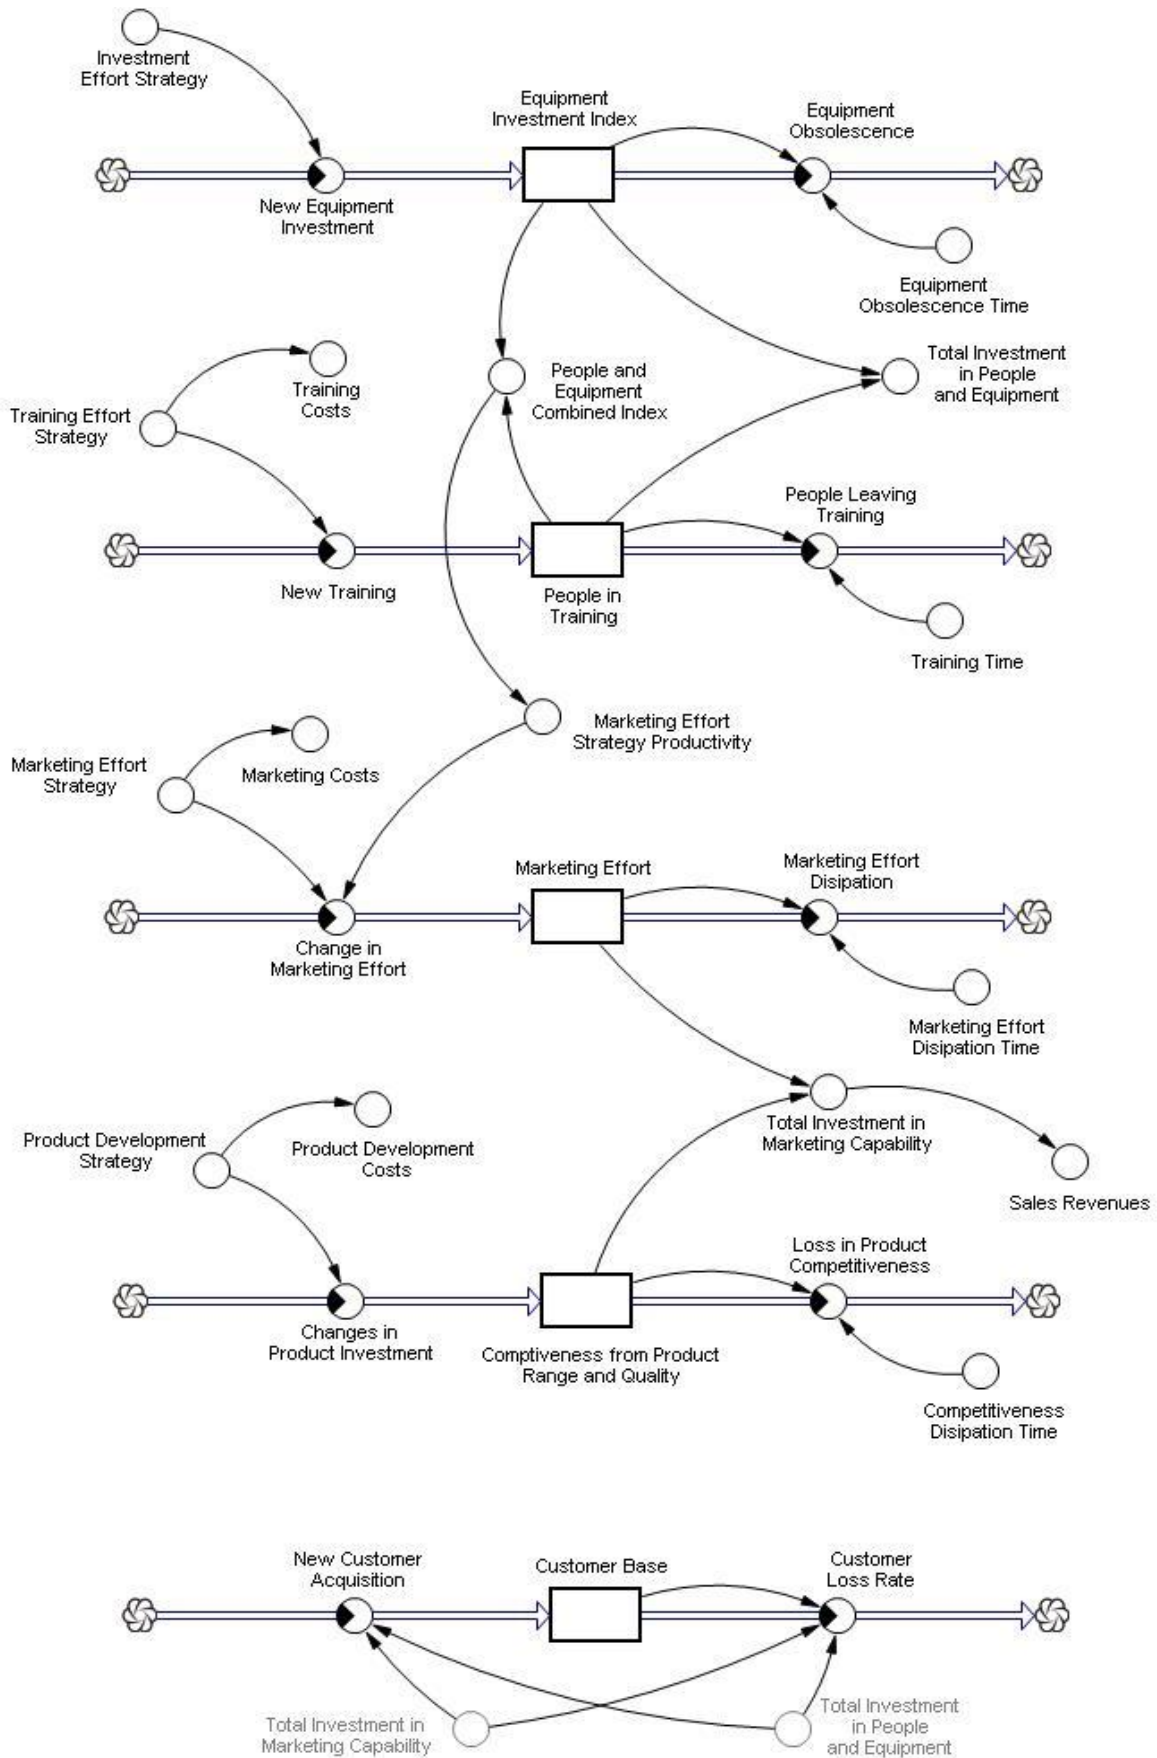 Investment
Effort Strategy
Equipment
Investment Index
Equipment
Obsolescence
New Equipment
Investment
Equipment
Obsolescence Time
Training
Costs
People and
Equipment
Combined Index
Total Investment
in People
and Equipment
Training Effort
Strategy
People Leaving
Training
New Training
People in
Training
Training Time
Marketing Effort
Strategy Productivity
Marketing Effort
Strategy
Marketing Costs
Marketing Effort
Marketing Effort
Disipation
Change in
Marketing Effort
Marketing Effort
Disipation Time
Total Investment in
Marketing Capability
Product Development
Strategy
Product Development
Costs
Sales Revenues
Loss in Product
Competitiveness
Changes in
Product Investment
Comptiveness from Product
Range and Quality
Competitiveness
Disipation Time
New Customer
Acquisition
Customer Base
Customer
Loss Rate
Total Investment in
Marketing Capability
Total Investment
in People
and Equipment